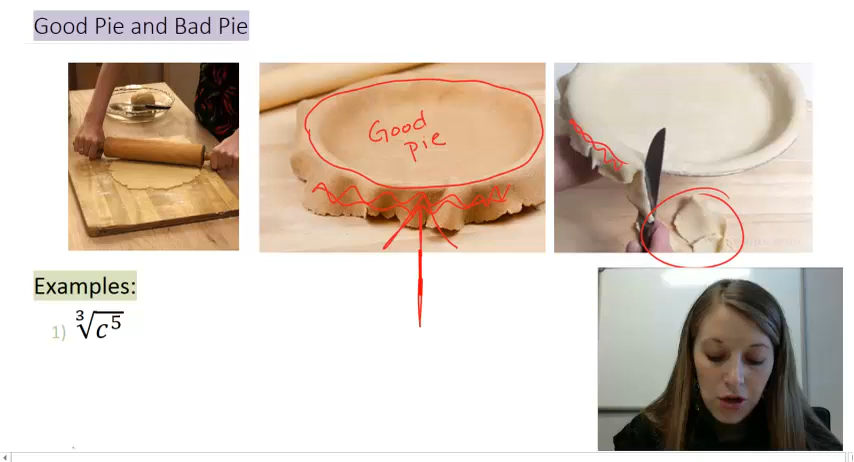 Good Pie and Bad Pie
Good
pie
Examples:
1) ∛c⁵